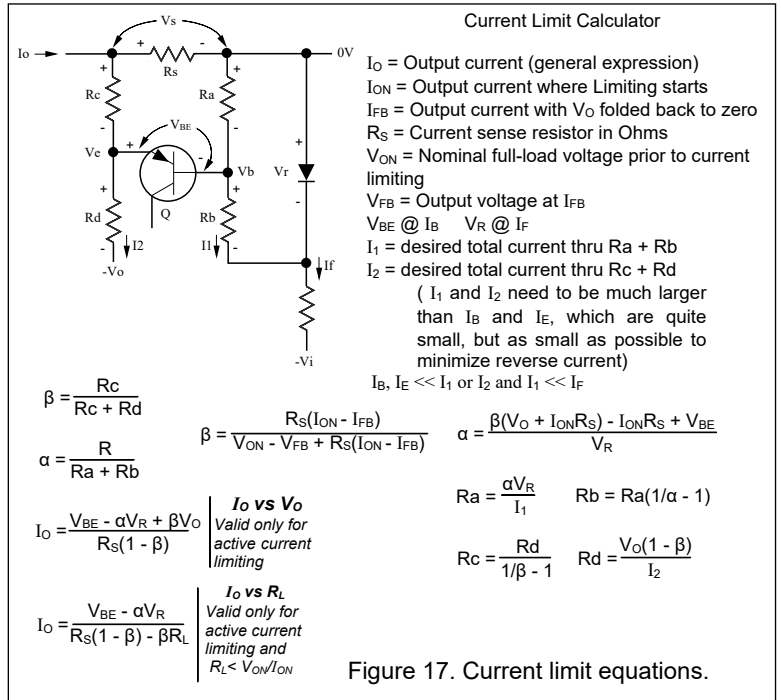 Current Limit Calculator
Vs
Io
+ -
Rs
0V
+
Rc
-
+
Ra
-
VBE
+
-
Ve
Vb
+
Rd
-
Q
+
Rb
-
+
Vr
-
I2
I1
If
-Vo
-Vi
IO = Output current (general expression)
ION = Output current where Limiting starts
IFB = Output current with VO folded back to zero
RS = Current sense resistor in Ohms
VON = Nominal full-load voltage prior to current
limiting
VFB = Output voltage at IFB
VBE @ IB VR @ IF
I1 = desired total current thru Ra + Rb
I2 = desired total current thru Rc + Rd
( I1 and I2 need to be much larger
than IB and IE, which are quite
small, but as small as possible to
minimize reverse current)
IB, IE << I1 or I2 and I1 << IF
β = Rc / Rc + Rd
β = RS(ION - IFB) / VON - VFB + RS(ION - IFB)
α = β(VO + IONRS) - IONRS + VBE / VR
α = R / Ra + Rb
Ra = αVR / I1
Rb = Ra(1/α - 1)
IO = VBE - αVR + βVO / RS(1 - β)
IO vs VO
Valid only for
active current
limiting
Rc = Rd / 1/β - 1
Rd = VO(1 - β) / I2
IO = VBE - αVR / RS(1 - β) - βRL
IO vs RL
Valid only for
active current
limiting and
RL< VON/ION
Figure 17. Current limit equations.